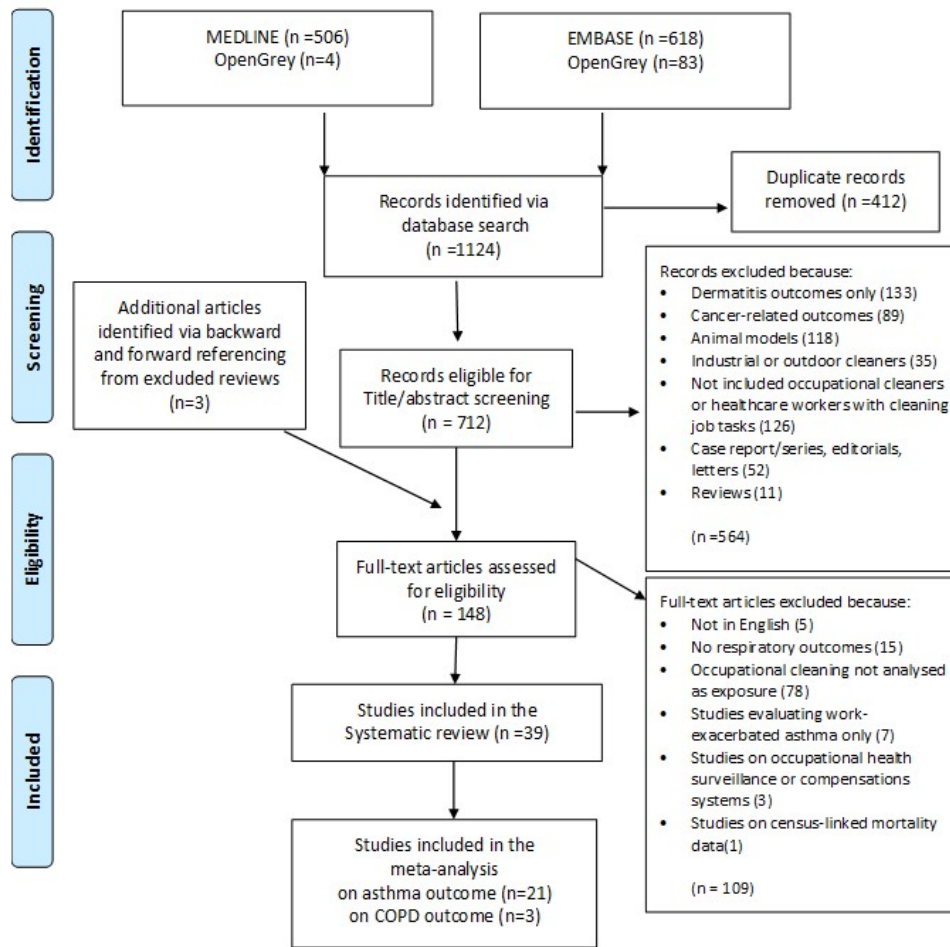 Identification
MEDLINE (n =506)
OpenGrey (n=4)
EMBASE (n =618)
OpenGrey (n=83)
Records identified via
database search
(n =1124)
Duplicate records
removed (n =412)
Screening
Additional articles
identified via backward
and forward referencing
from excluded reviews
(n=3)
Records eligible for
Title/abstract screening
(n = 712)
Records excluded because:
• Dermatitis outcomes only (133)
• Cancer-related outcomes (89)
• Animal models (118)
• Industrial or outdoor cleaners (35)
• Not included occupational cleaners
or healthcare workers with cleaning
job tasks (126)
• Case report/series, editorials,
letters (52)
• Reviews (11)
(n =564)
Eligibility
Full-text articles assessed
for eligibility
(n = 148)
Full-text articles excluded because:
• Not in English (5)
• No respiratory outcomes (15)
• Occupational cleaning not analysed
as exposure (78)
• Studies evaluating work-
exacerbated asthma only (7)
• Studies on occupational health
surveillance or compensations
systems (3)
• Studies on census-linked mortality
data(1)
(n = 109)
Included
Studies included in the
Systematic review (n =39)
Studies included in the
meta-analysis
on asthma outcome (n=21)
on COPD outcome (n=3)